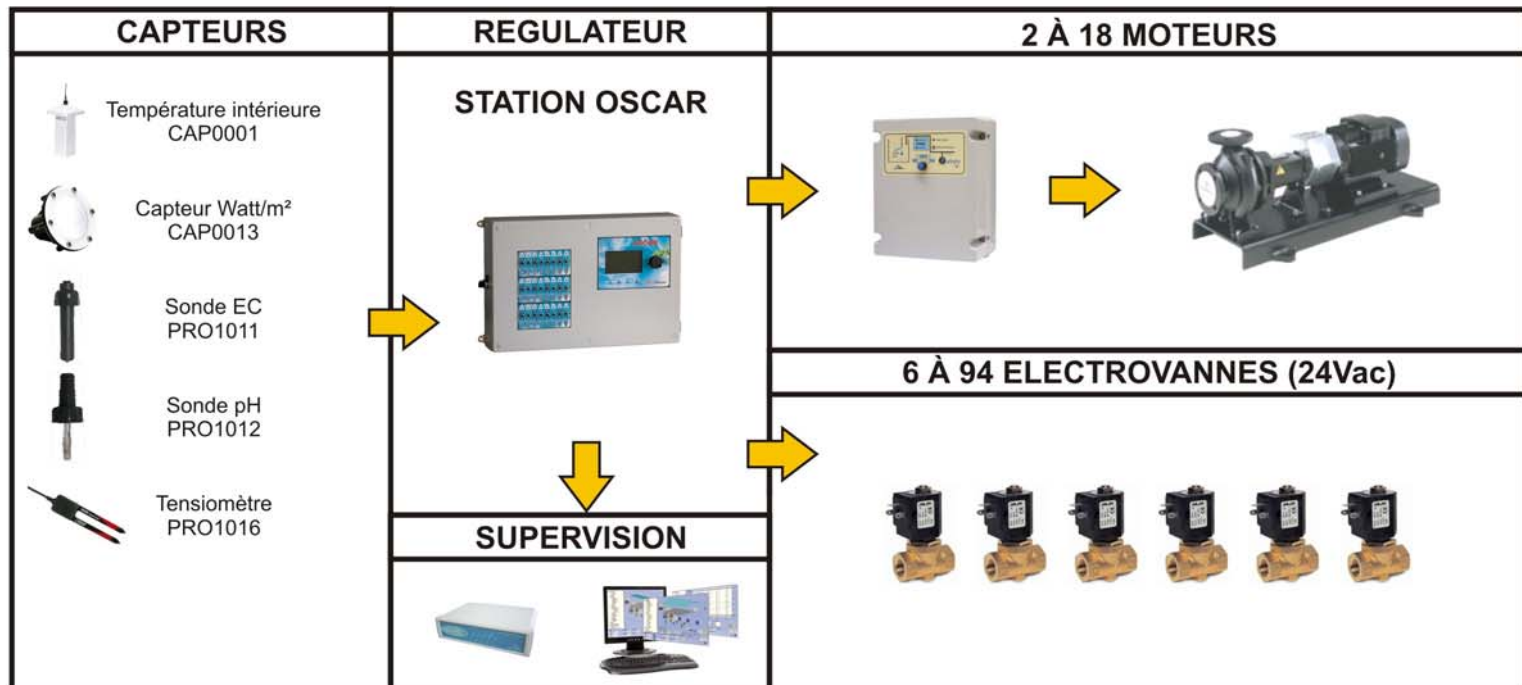 CAPTEURS
Température intérieure
CAP0001
Capteur Watt/m²
CAP0013
Sonde EC
PRO1011
Sonde pH
PRO1012
Tensiomètre
PRO1016
REGULATEUR
STATION OSCAR
SUPERVISION
2 À 18 MOTEURS
6 À 94 ELECTROVANNES (24Vac)